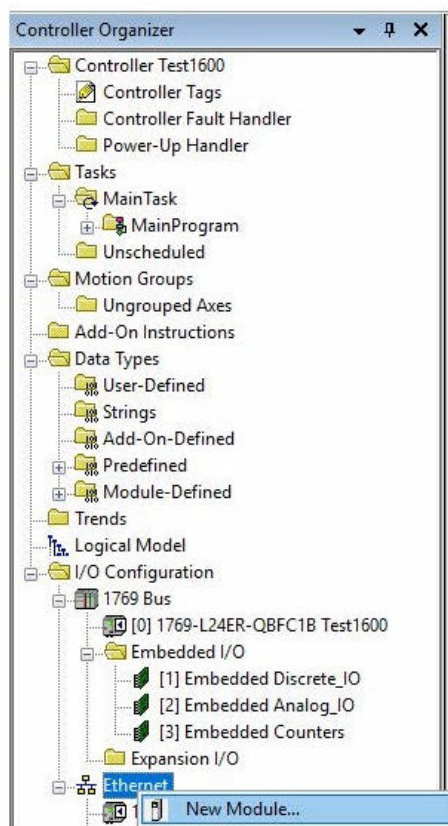 Controller Organizer
Controller Test1600
Controller Tags
Controller Fault Handler
Power-Up Handler
Tasks
MainTask
MainProgram
Unscheduled
Motion Groups
Ungrouped Axes
Add-On Instructions
Data Types
User-Defined
Strings
Add-On-Defined
Predefined
Module-Defined
Trends
Logical Model
I/O Configuration
1769 Bus
[0] 1769-L24ER-QBFC1B Test1600
Embedded I/O
[1] Embedded Discrete_IO
[2] Embedded Analog_IO
[3] Embedded Counters
Expansion I/O
Ethernet
New Module...